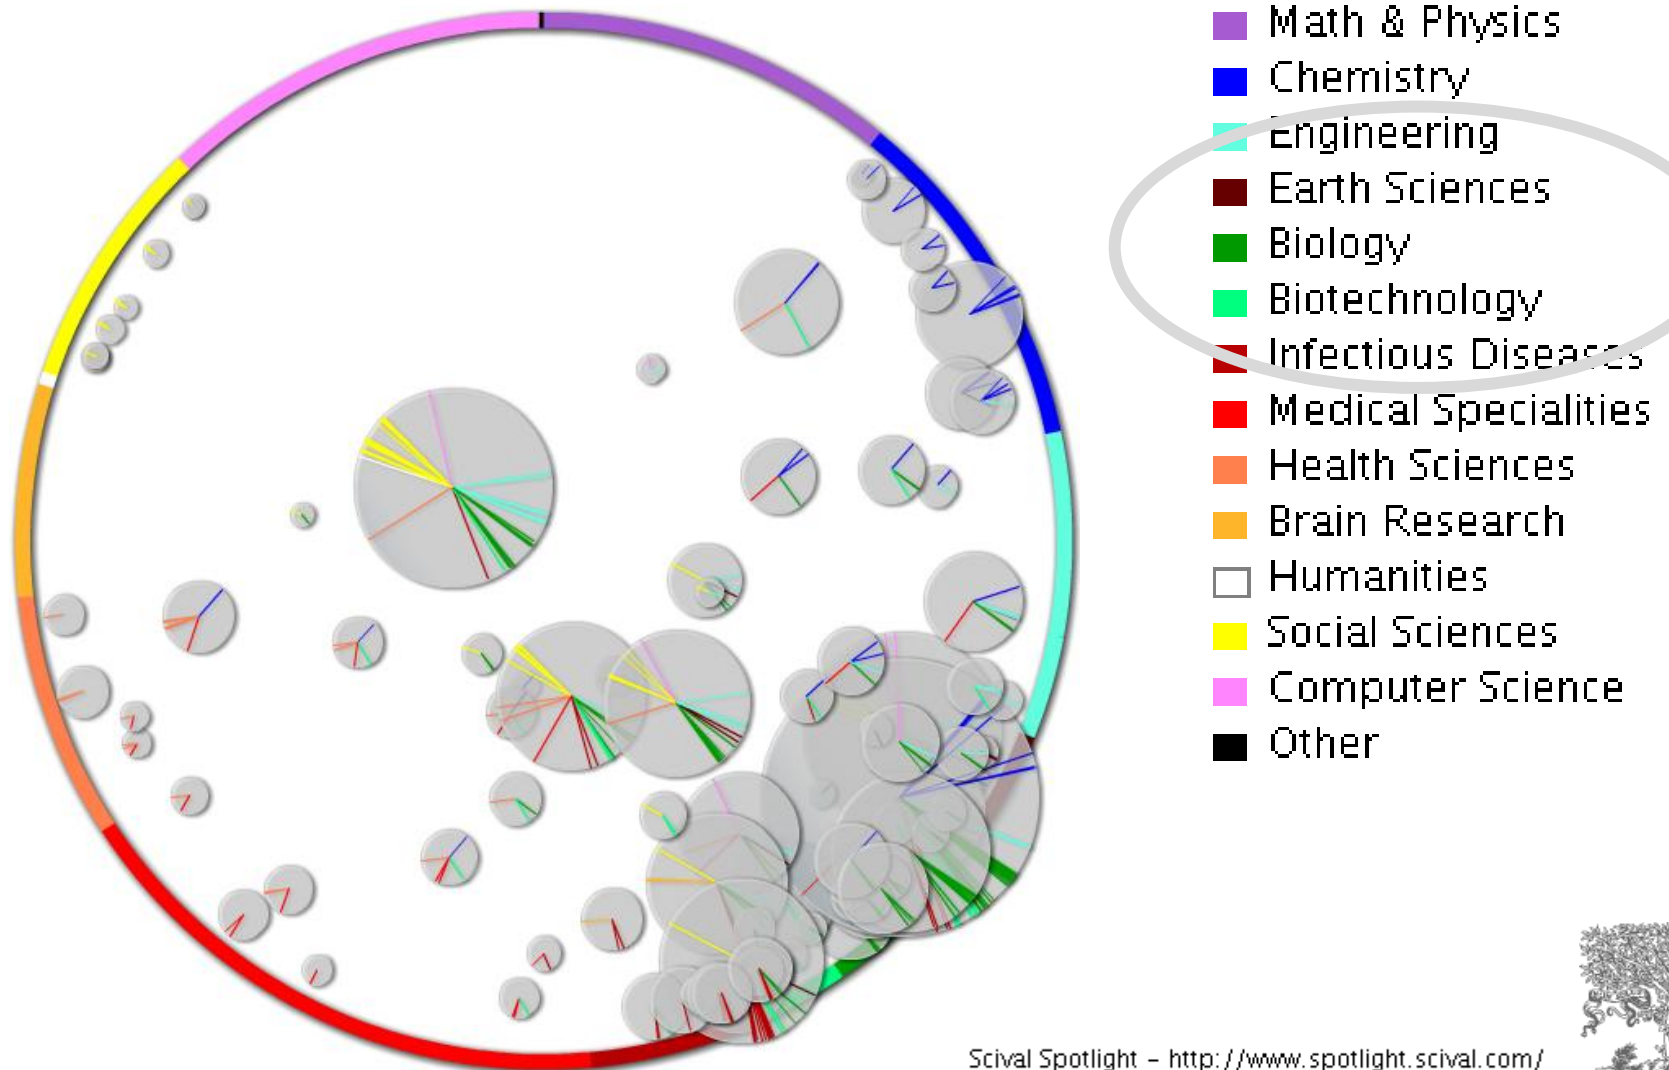 Math & Physics
Chemistry
Engineering
Earth Sciences
Biology
Biotechnology
Infectious Diseases
Medical Specialities
Health Sciences
Brain Research
Humanities
Social Sciences
Computer Science
Other
Scival Spotlight – http://www.spotlight.scival.com/